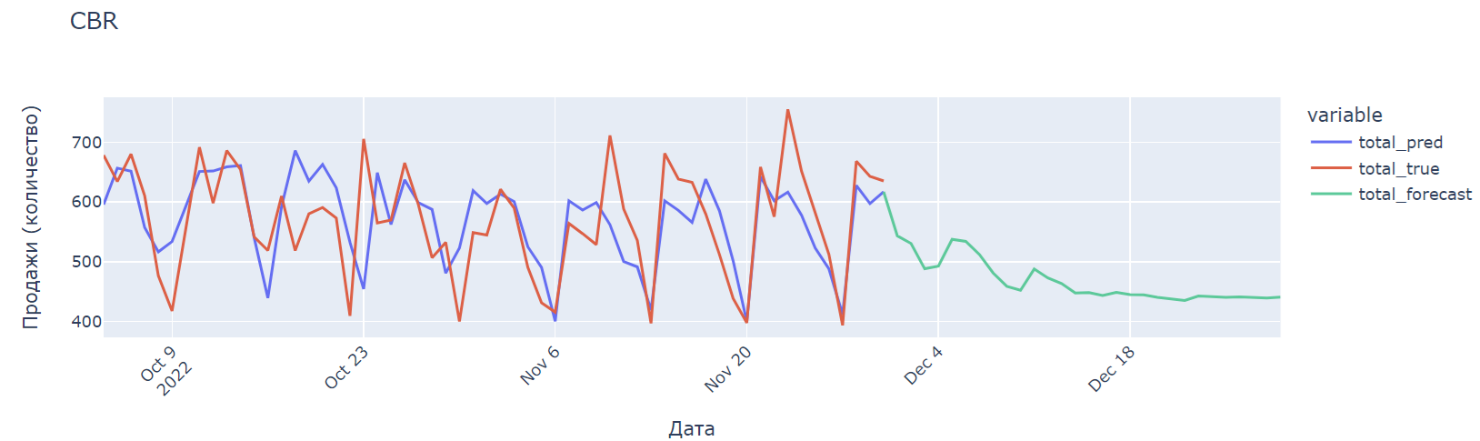 CBR
Продажи (количество)
700
600
500
400
Oct 9
2022
Oct 23
Nov 6
Nov 20
Dec 4
Dec 18
Дата
variable
total_pred
total_true
total_forecast